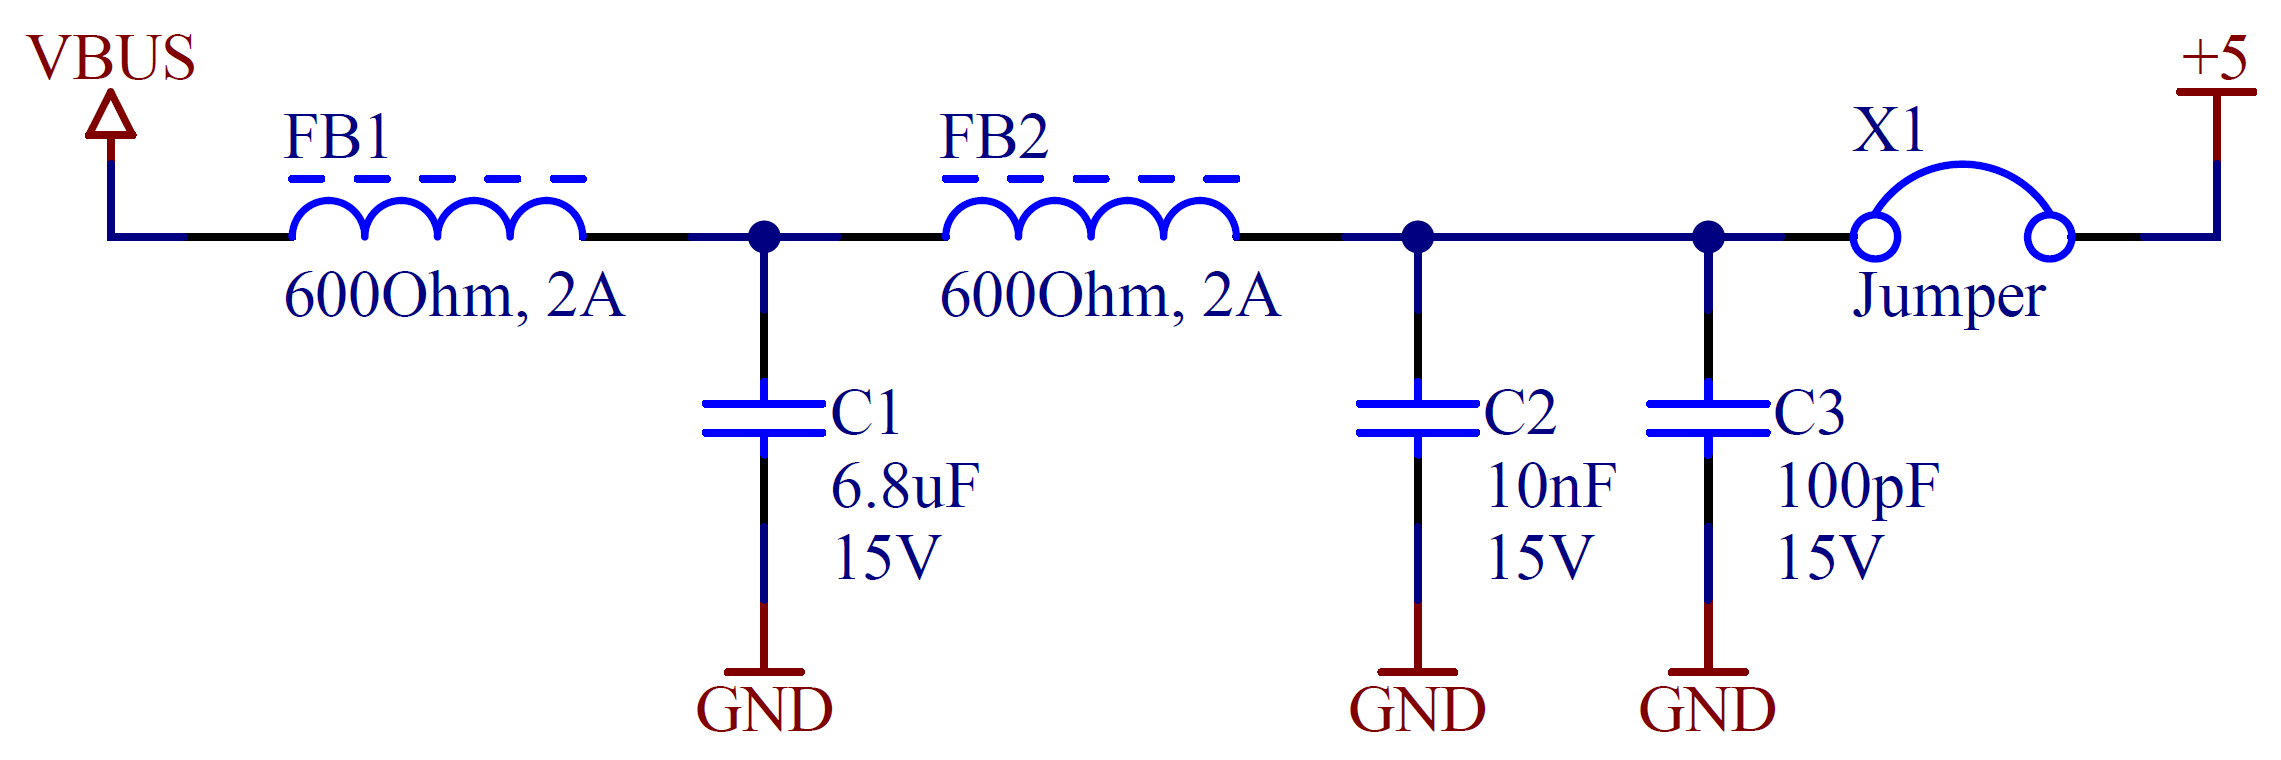 VBUS
+5
FB1
FB2
X1
600Ohm, 2A
600Ohm, 2A
Jumper
C1
6.8uF
15V
C2
10nF
15V
C3
100pF
15V
GND
GND
GND